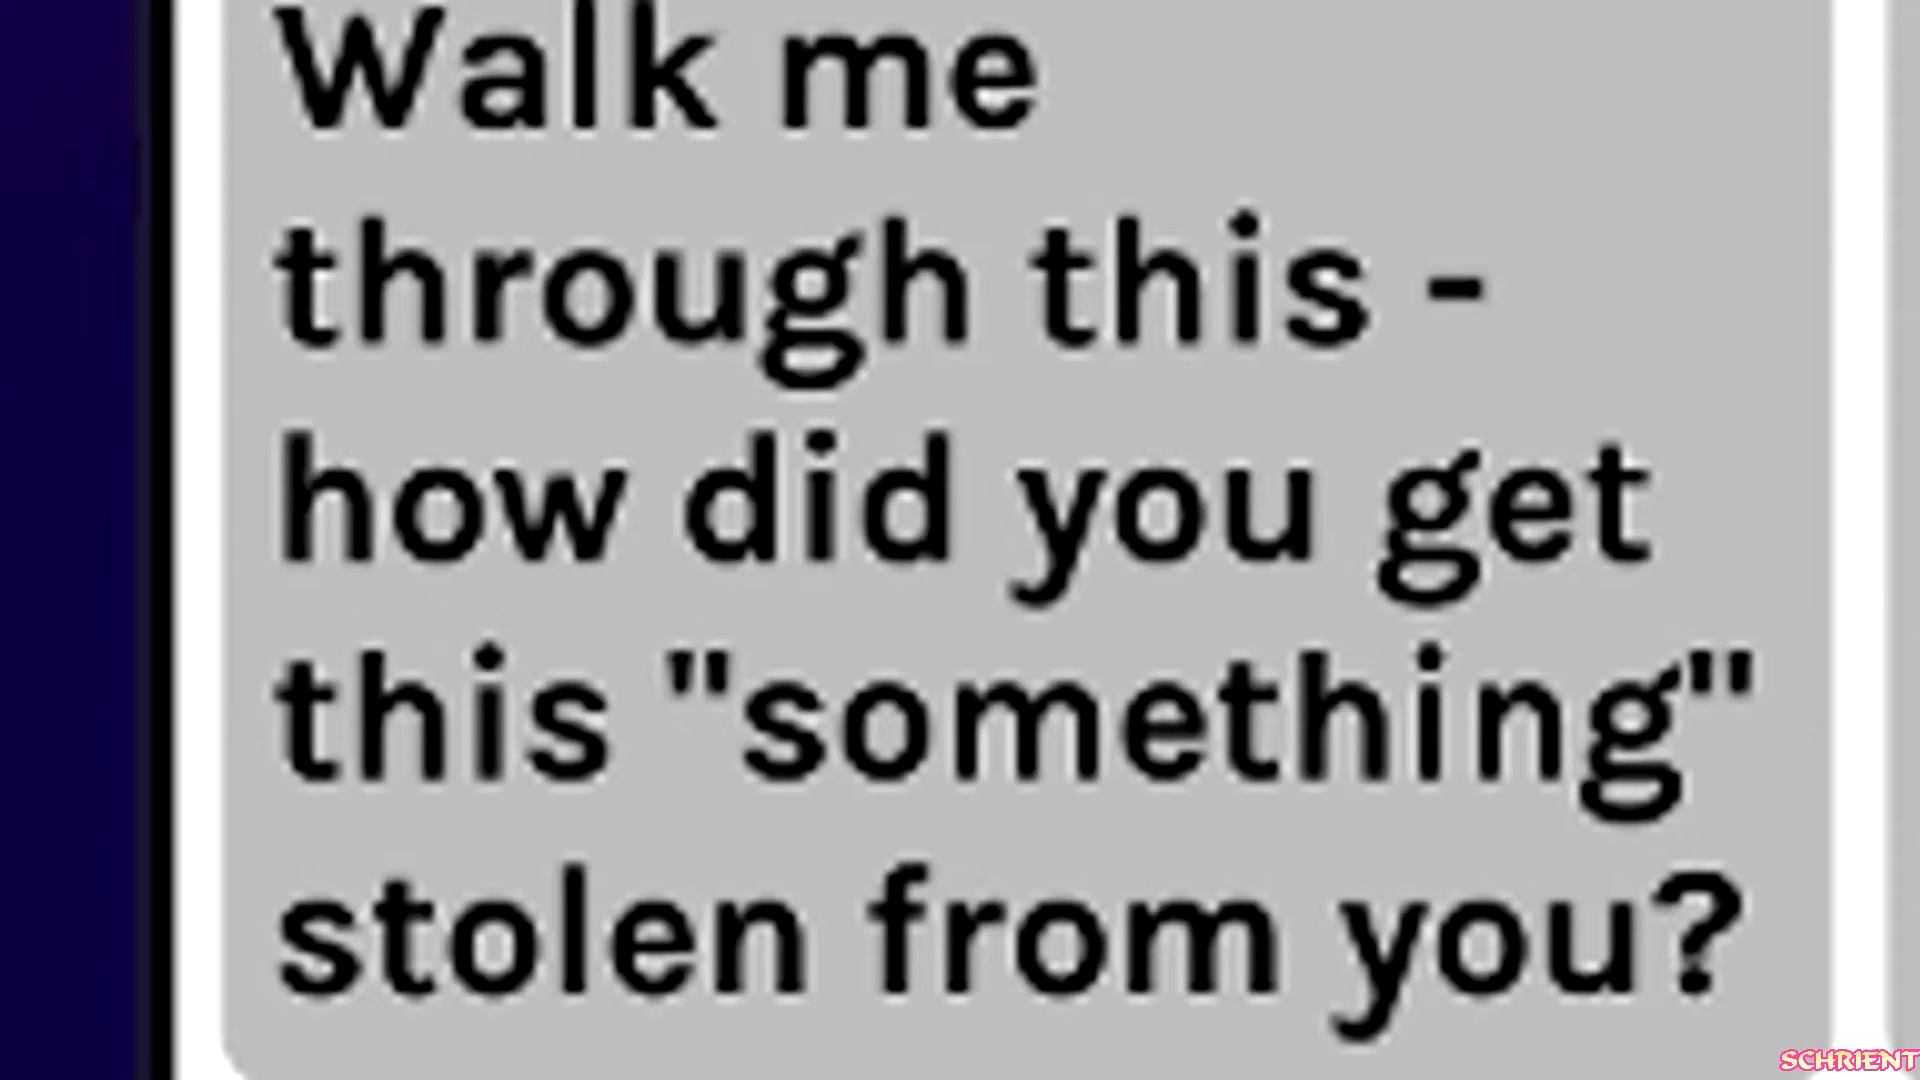 Walk me
through this -
how did you get
this "something"
stolen from you?
SCHRIENT